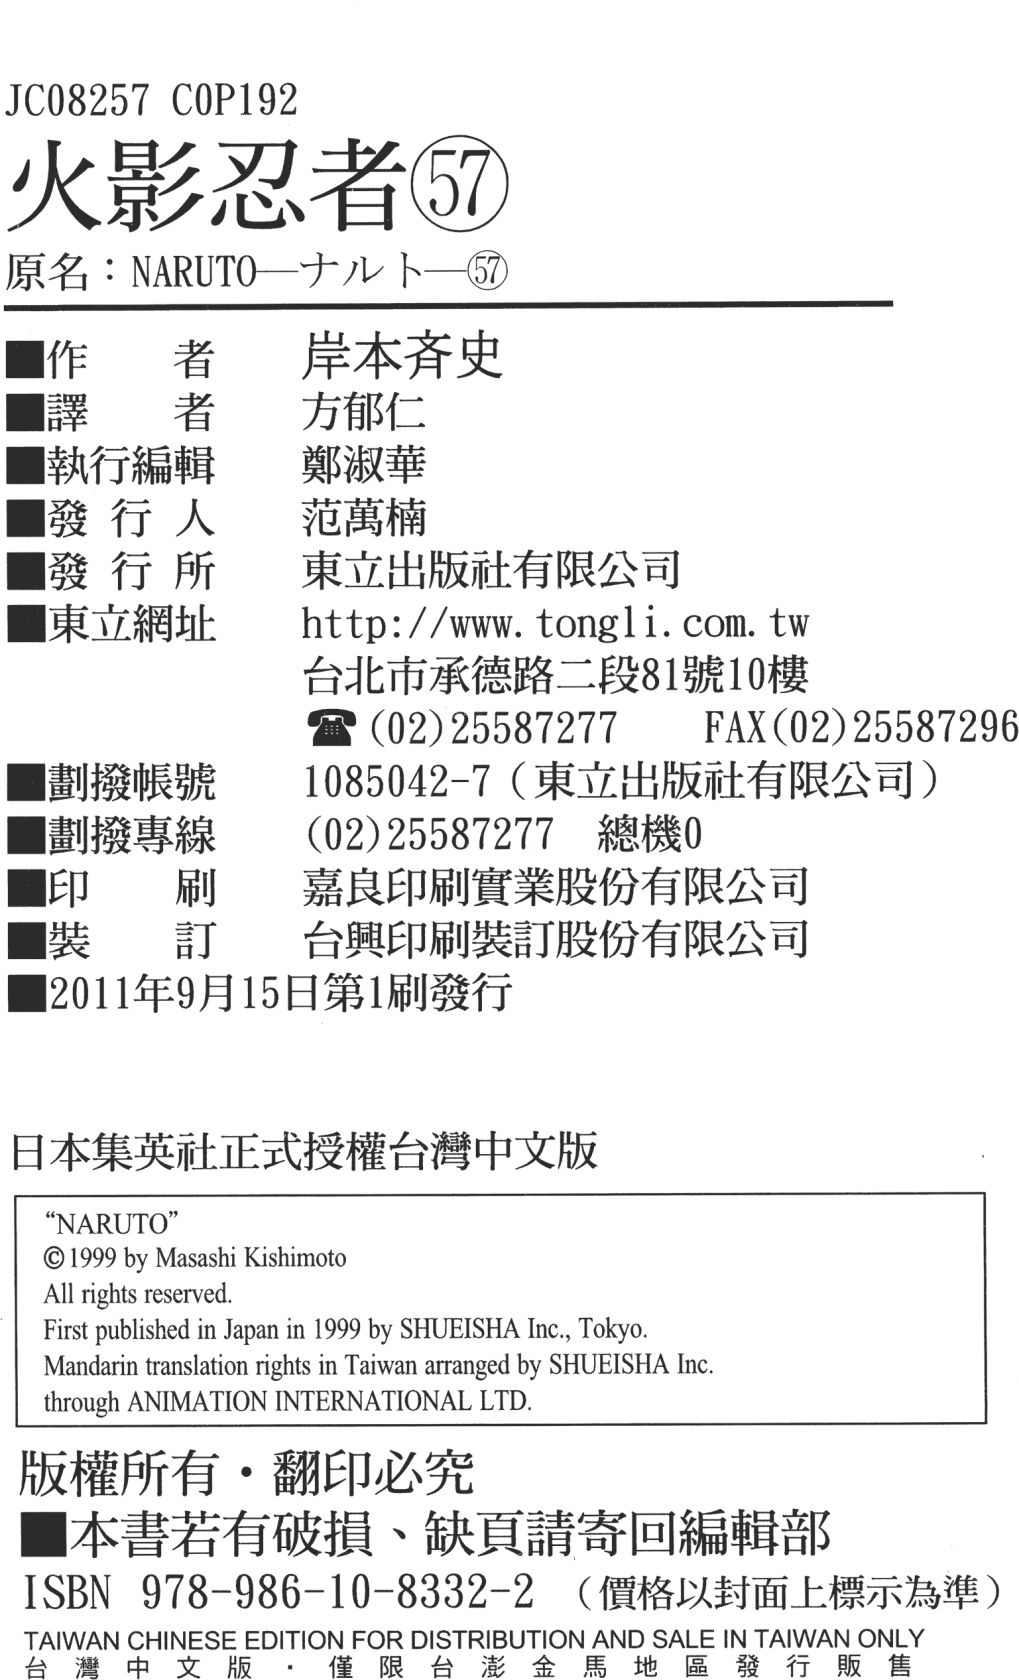 JC08257 C0P192
火影忍者㊼
原名：NARUTO—ナルト—㊼
■作者 岸本斉史
■譯者 方郁仁
■執行編輯 鄭淑華
■發行人 范萬楠
■發行所 東立出版社有限公司
■東立網址 http://www.tongli.com.tw
台北市承德路二段81號10樓
☎(02)25587277 FAX(02)25587296
■劃撥帳號 1085042-7（東立出版社有限公司）
■劃撥專線 (02)25587277 總機0
■印刷 嘉良印刷實業股份有限公司
■裝訂 台興印刷裝訂股份有限公司
■2011年9月15日第1刷發行
日本集英社正式授權台灣中文版
“NARUTO”
©1999 by Masashi Kishimoto
All rights reserved.
First published in Japan in 1999 by SHUEISHA Inc., Tokyo.
Mandarin translation rights in Taiwan arranged by SHUEISHA Inc.
through ANIMATION INTERNATIONAL LTD.
版權所有・翻印必究
■本書若有破損、缺頁請寄回編輯部
ISBN 978-986-10-8332-2 （價格以封面上標示為準）
TAIWAN CHINESE EDITION FOR DISTRIBUTION AND SALE IN TAIWAN ONLY
台灣中文版・僅限台澎金馬地區發行販售